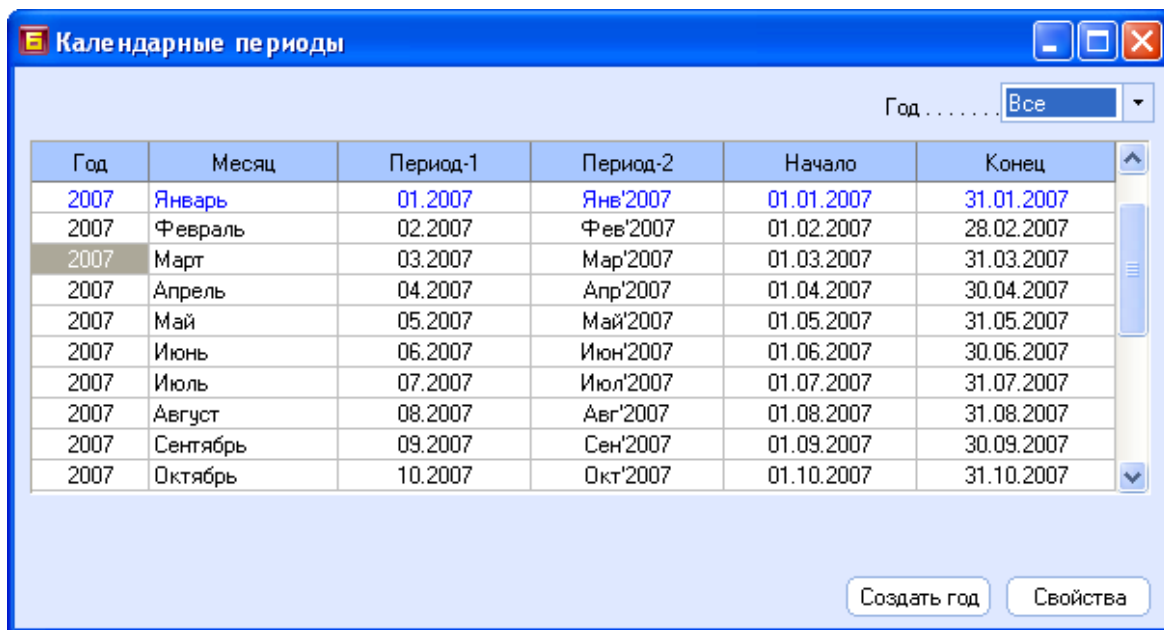 Календарные периоды
Год . . . . . . . Все
Год Месяц Период-1 Период-2 Начало Конец
2007 Январь 01.2007 Янв'2007 01.01.2007 31.01.2007
2007 Февраль 02.2007 Фев'2007 01.02.2007 28.02.2007
2007 Март 03.2007 Мар'2007 01.03.2007 31.03.2007
2007 Апрель 04.2007 Апр'2007 01.04.2007 30.04.2007
2007 Май 05.2007 Май'2007 01.05.2007 31.05.2007
2007 Июнь 06.2007 Июн'2007 01.06.2007 30.06.2007
2007 Июль 07.2007 Июл'2007 01.07.2007 31.07.2007
2007 Август 08.2007 Авг'2007 01.08.2007 31.08.2007
2007 Сентябрь 09.2007 Сен'2007 01.09.2007 30.09.2007
2007 Октябрь 10.2007 Окт'2007 01.10.2007 31.10.2007
Создать год Свойства